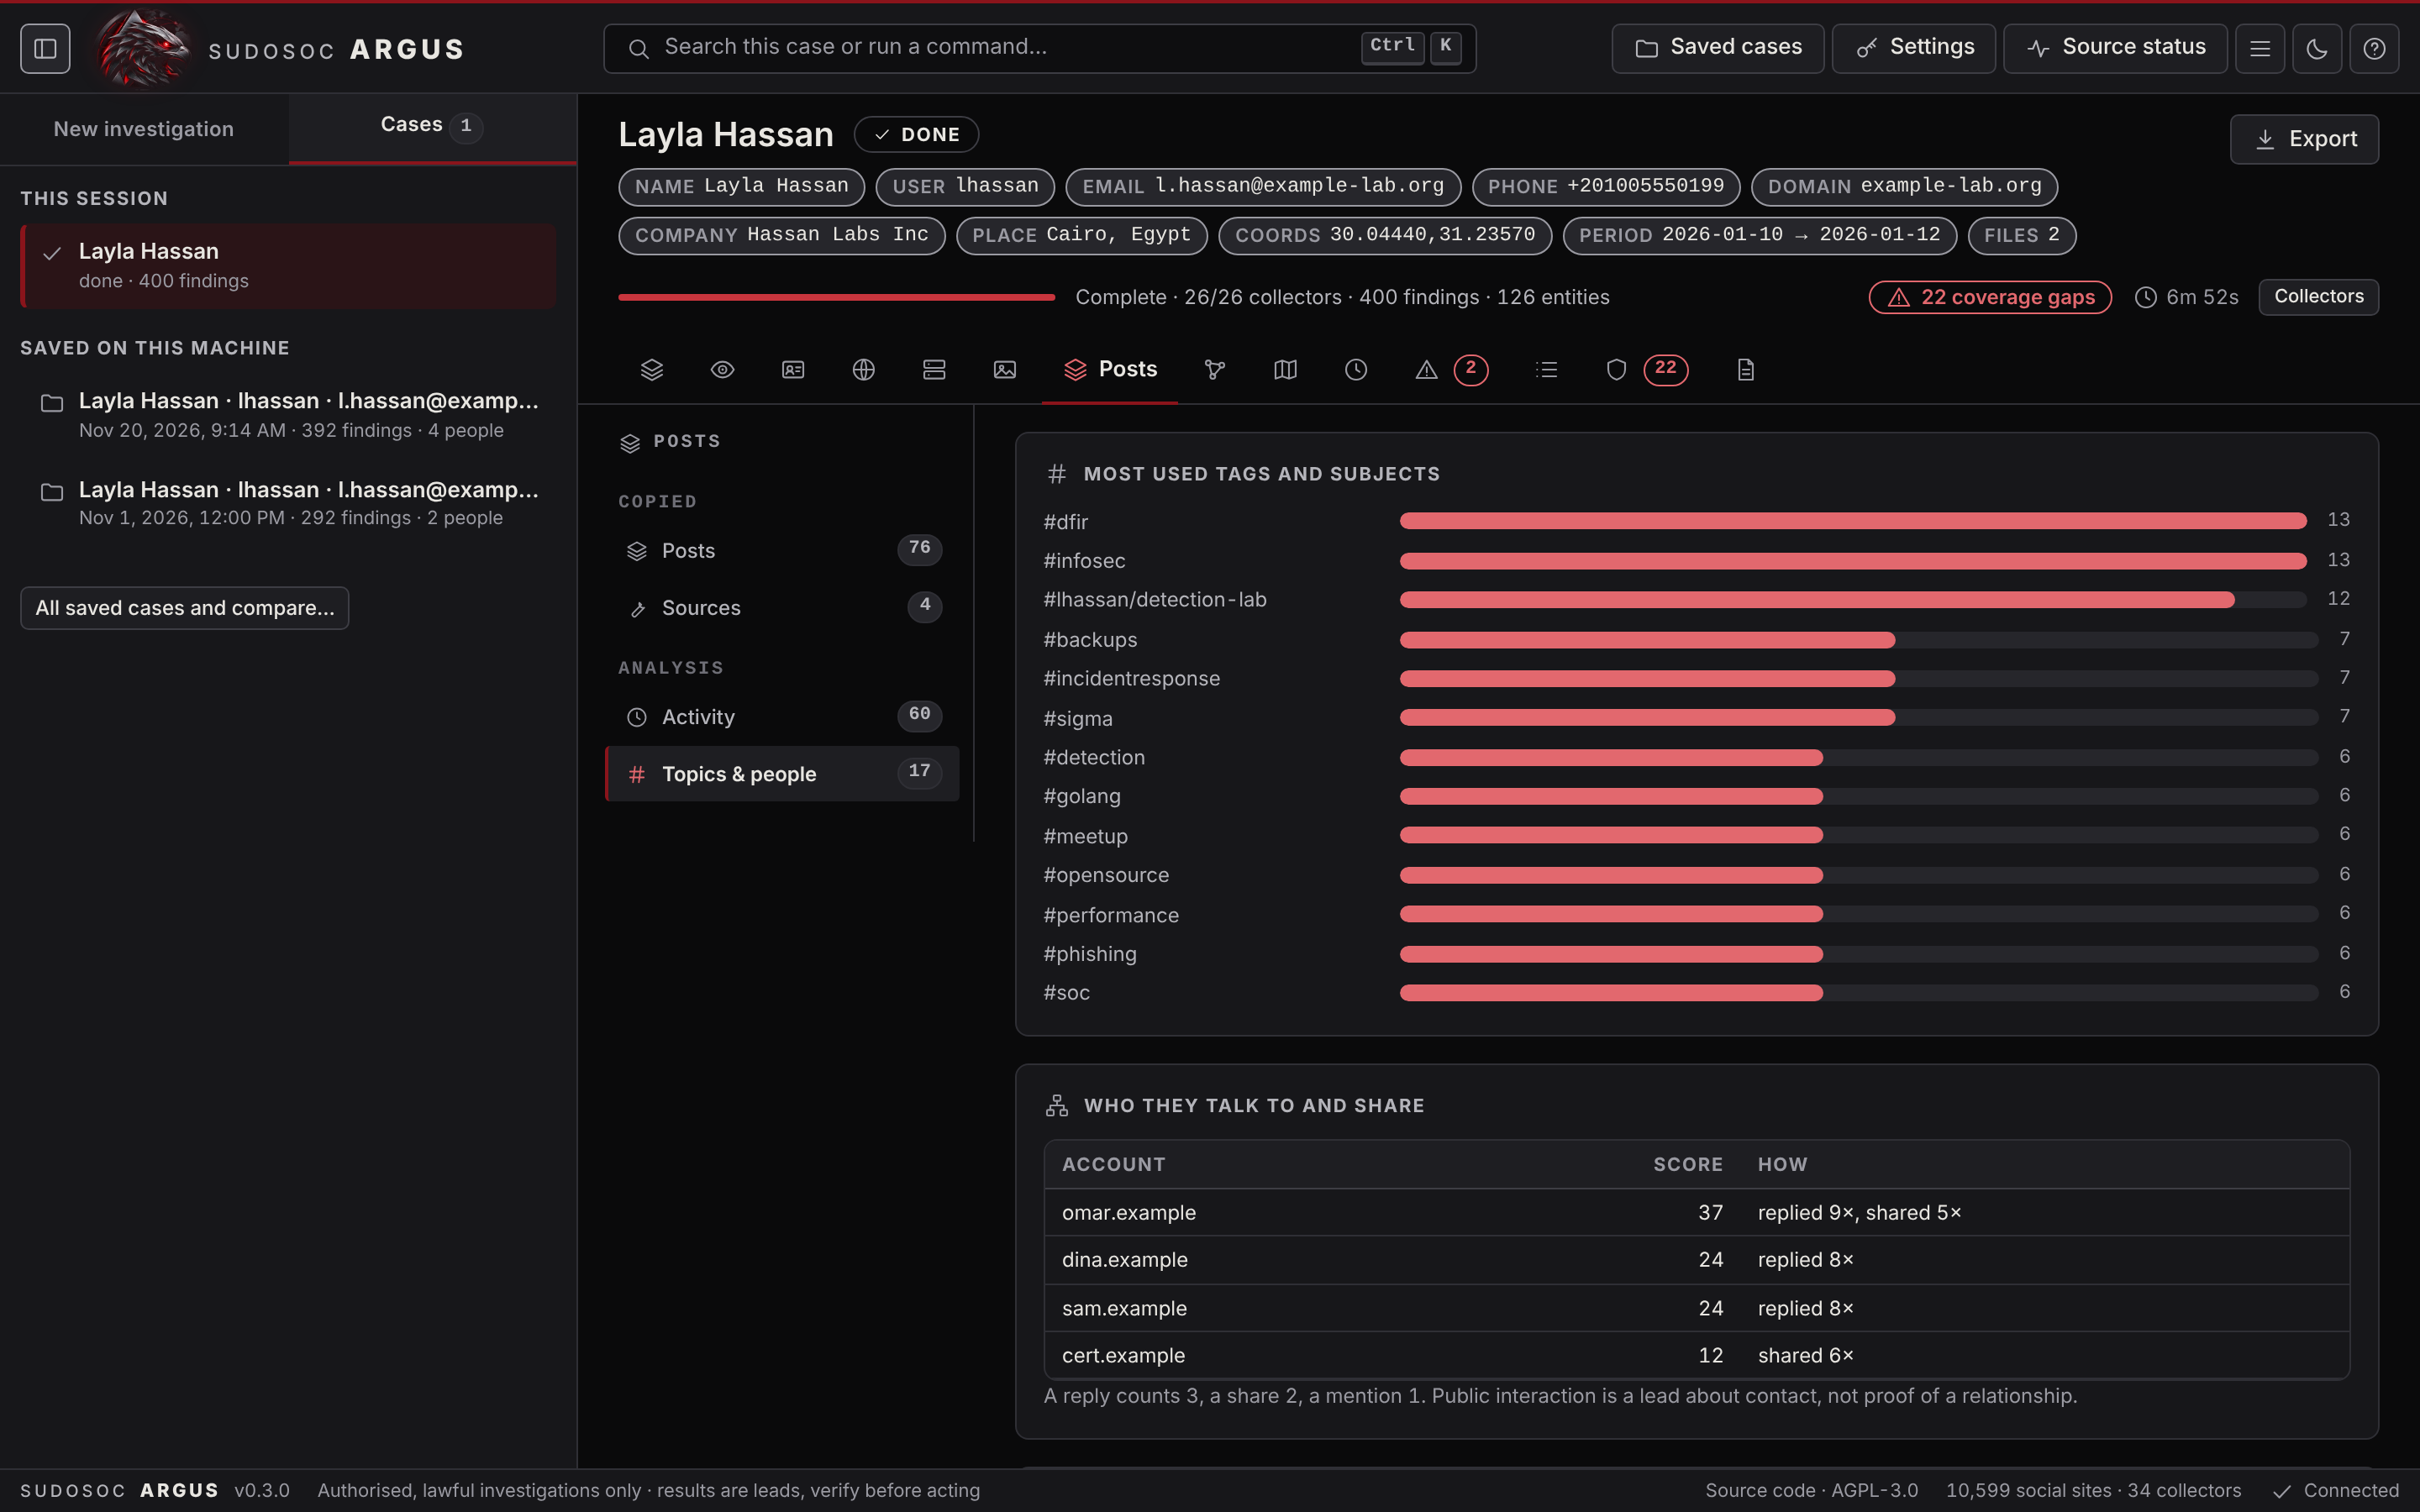 SUDOSOC ARGUS
Search this case or run a command... Ctrl K
Saved cases
Settings
Source status
New investigation
Cases 1
THIS SESSION
Layla Hassan
done · 400 findings
SAVED ON THIS MACHINE
Layla Hassan · lhassan · l.hassan@examp...
Nov 20, 2026, 9:14 AM · 392 findings · 4 people
Layla Hassan · lhassan · l.hassan@examp...
Nov 1, 2026, 12:00 PM · 292 findings · 2 people
All saved cases and compare...
Layla Hassan DONE
Export
NAME Layla Hassan USER lhassan EMAIL l.hassan@example-lab.org PHONE +201005550199 DOMAIN example-lab.org
COMPANY Hassan Labs Inc PLACE Cairo, Egypt COORDS 30.04440,31.23570 PERIOD 2026-01-10 → 2026-01-12 FILES 2
Complete · 26/26 collectors · 400 findings · 126 entities
22 coverage gaps 6m 52s Collectors
Posts 2 22
POSTS
COPIED
Posts 76
Sources 4
ANALYSIS
Activity 60
Topics & people 17
# MOST USED TAGS AND SUBJECTS
#dfir 13
#infosec 13
#lhassan/detection-lab 12
#backups 7
#incidentresponse 7
#sigma 7
#detection 6
#golang 6
#meetup 6
#opensource 6
#performance 6
#phishing 6
#soc 6
WHO THEY TALK TO AND SHARE
ACCOUNT SCORE HOW
omar.example 37 replied 9×, shared 5×
dina.example 24 replied 8×
sam.example 24 replied 8×
cert.example 12 shared 6×
A reply counts 3, a share 2, a mention 1. Public interaction is a lead about contact, not proof of a relationship.
SUDOSOC ARGUS v0.3.0 Authorised, lawful investigations only · results are leads, verify before acting
Source code · AGPL-3.0 10,599 social sites · 34 collectors Connected